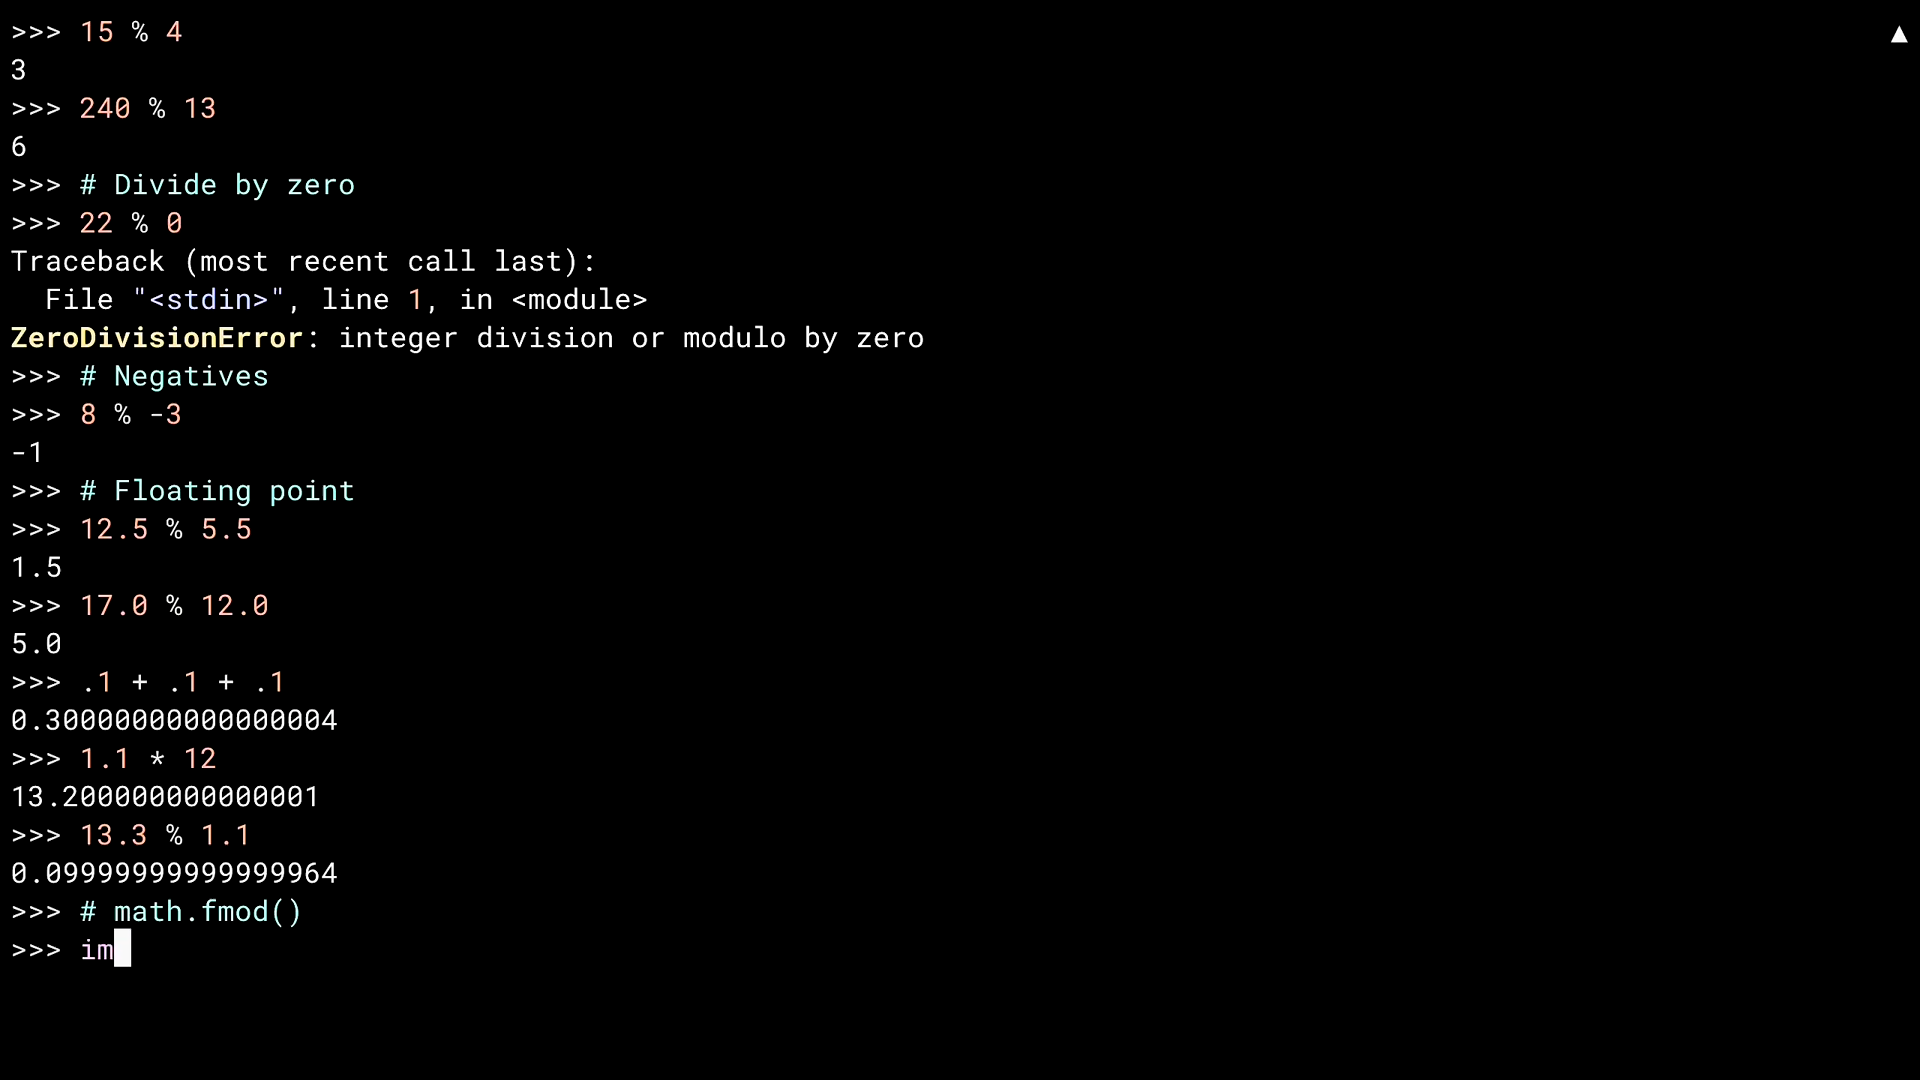 >>> 15 % 4
3
>>> 240 % 13
6
>>> # Divide by zero
>>> 22 % 0
Traceback (most recent call last):
  File "<stdin>", line 1, in <module>
ZeroDivisionError: integer division or modulo by zero
>>> # Negatives
>>> 8 % -3
-1
>>> # Floating point
>>> 12.5 % 5.5
1.5
>>> 17.0 % 12.0
5.0
>>> .1 + .1 + .1
0.30000000000000004
>>> 1.1 * 12
13.200000000000001
>>> 13.3 % 1.1
0.09999999999999964
>>> # math.fmod()
>>> im